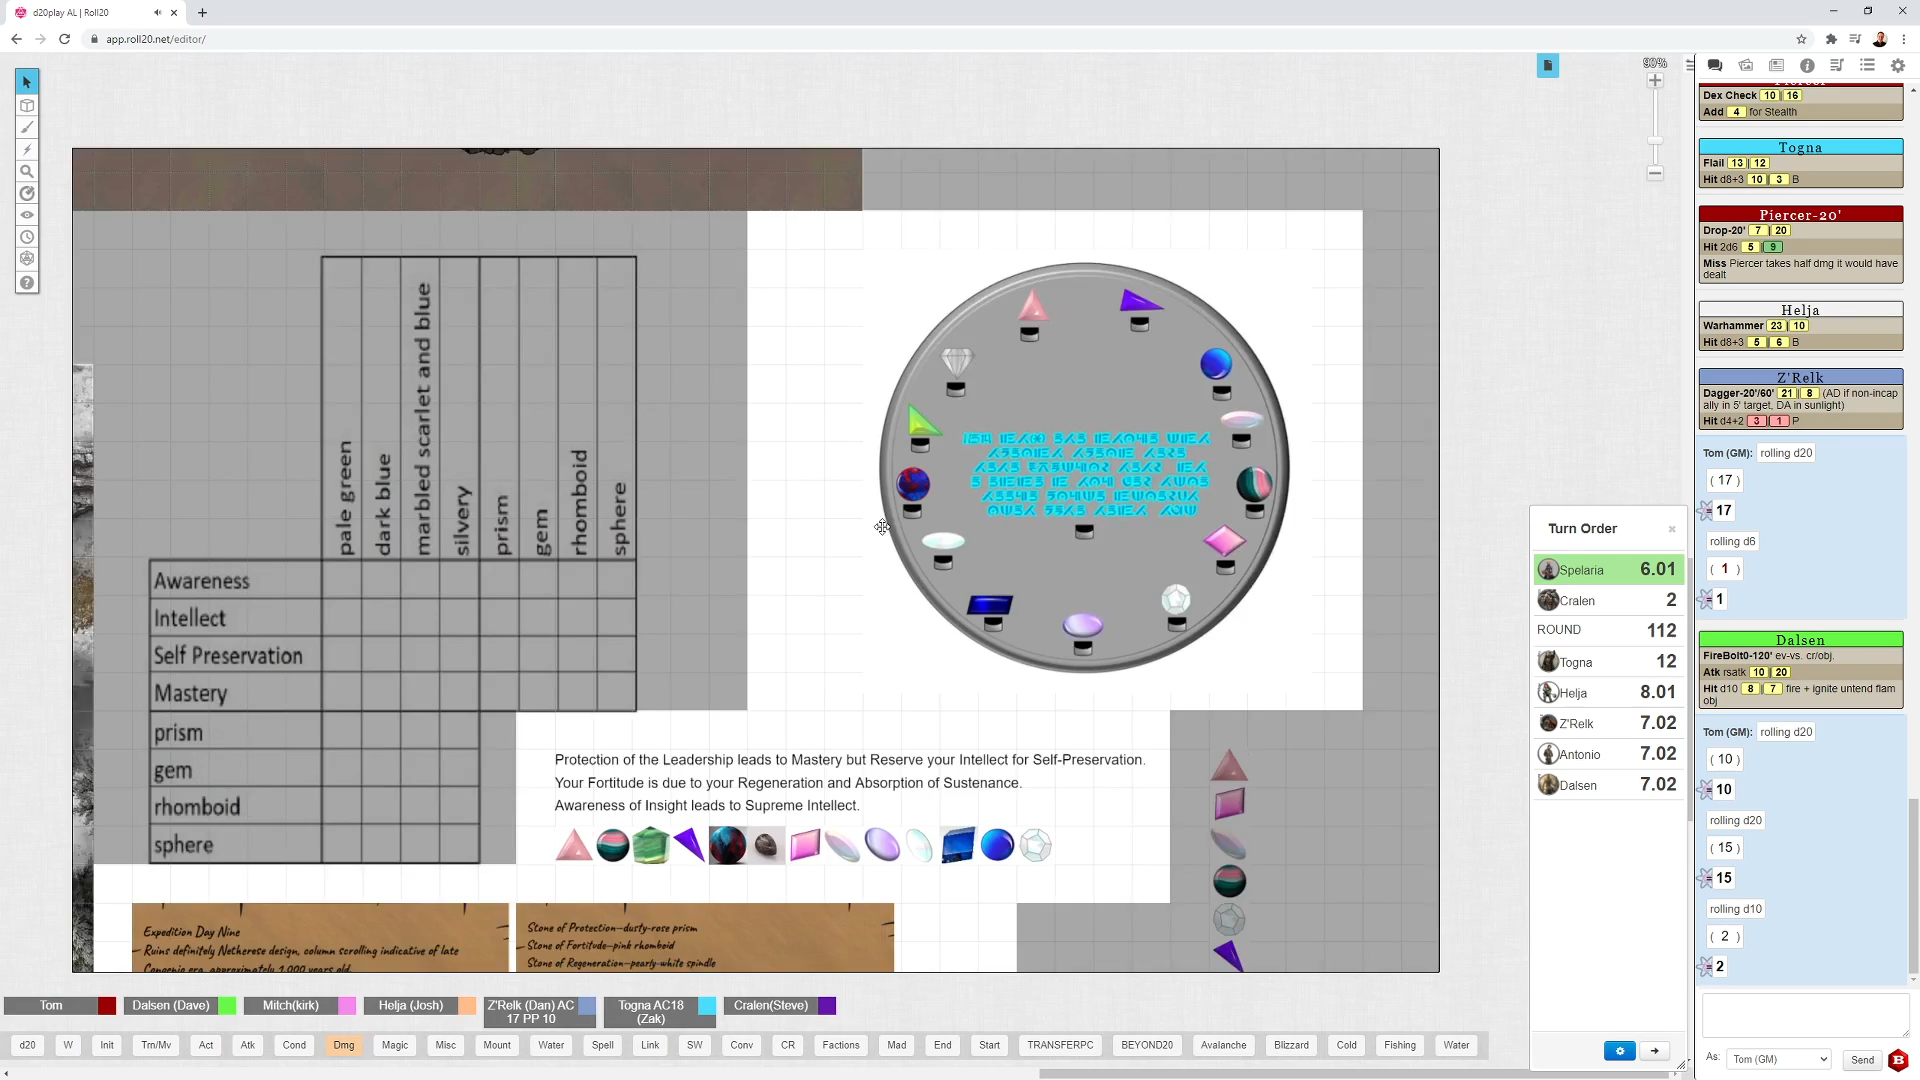 d20play AL | Roll20
app.roll20.net/editor/
90%
pale green
dark blue
marbled scarlet and blue
silvery
prism
gem
rhomboid
sphere
Awareness
Intellect
Self Preservation
Mastery
prism
gem
rhomboid
sphere
Protection of the Leadership leads to Mastery but Reserve your Intellect for Self-Preservation.
Your Fortitude is due to your Regeneration and Absorption of Sustenance.
Awareness of Insight leads to Supreme Intellect.
Expedition Day Nine
Ruins definitely Netherese design, column scrolling indicative of late
Stone of Protection—dusty-rose prism
Stone of Fortitude—pink rhomboid
Stone of Regeneration—pearly-white spindle
Turn Order
Spelaria 6.01
Cralen 2
ROUND 112
Togna 12
Helja 8.01
Z'Relk 7.02
Antonio 7.02
Dalsen 7.02
Dex Check 10 | 16
Add 4 for Stealth
Togna
Flail 13 | 12
Hit d8+3 10 | 3 B
Piercer-20'
Drop-20' 7 | 20
Hit 2d6 5 | 9
Miss Piercer takes half dmg it would have
dealt
Helja
Warhammer 23 | 10
Hit d8+3 5 | 6 B
Z'Relk
Dagger-20'/60' 21 | 8 (AD if non-incap
ally in 5' target, DA in sunlight)
Hit d4+2 3 | 1 P
Tom (GM): rolling d20
( 17 )
= 17
rolling d6
( 1 )
= 1
Dalsen
FireBolt0-120' ev-vs. cr/obj.
Atk rsatk 10 | 20
Hit d10 8 | 7 fire + ignite untend flam
obj
Tom (GM): rolling d20
( 10 )
= 10
rolling d20
( 15 )
= 15
rolling d10
( 2 )
= 2
As: Tom (GM) Send B
Tom
Dalsen (Dave)
Mitch(kirk)
Helja (Josh)
Z'Relk (Dan) AC
17 PP 10
Togna AC18
(Zak)
Cralen(Steve)
d20 W Init Trn/Mv Act Atk Cond Dmg Magic Misc Mount Water Spell Link SW Conv CR Factions Mad End Start TRANSFERPC BEYOND20 Avalanche Blizzard Cold Fishing Water